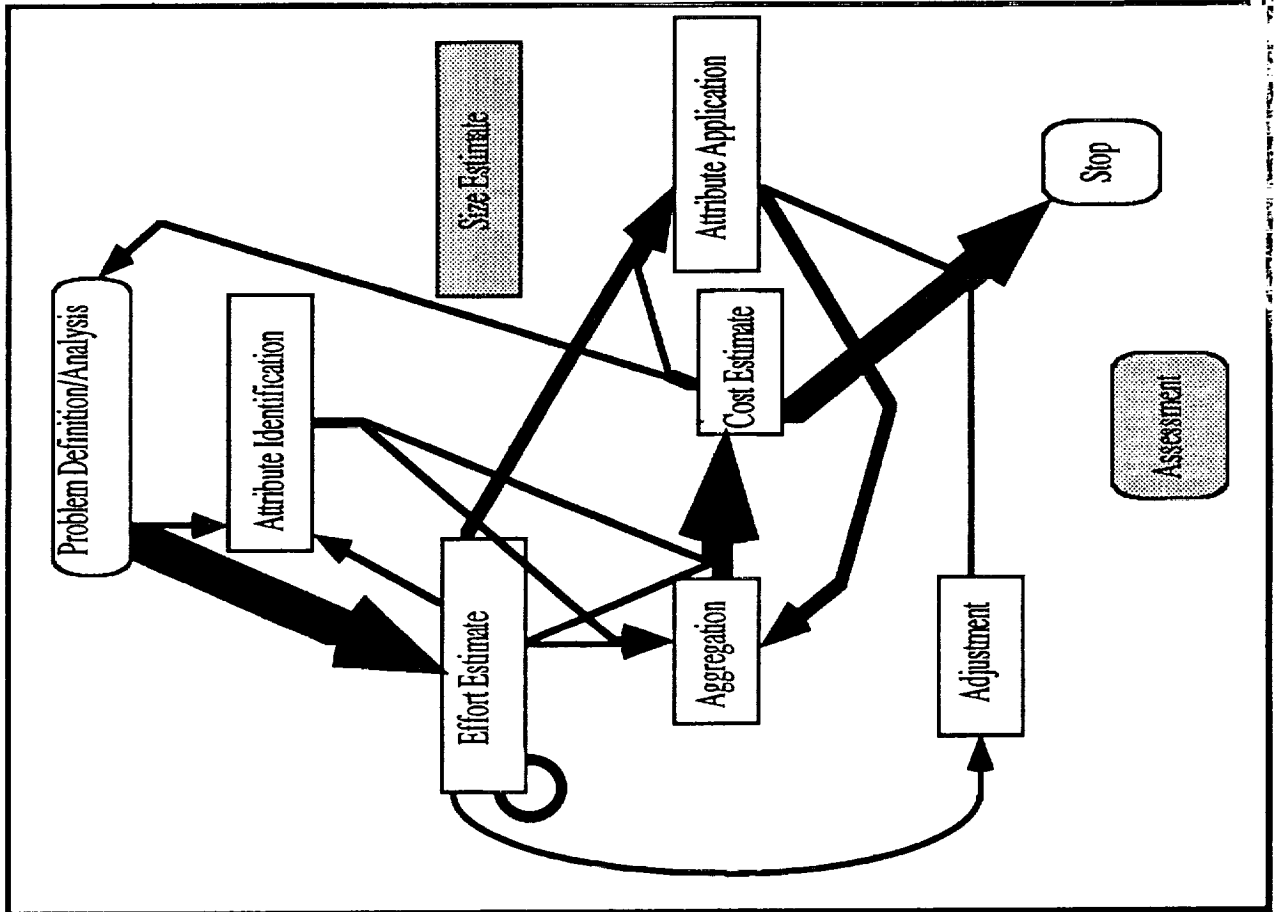 Problem Definition/Analysis
Attribute Identification
Size Estimate
Effort Estimate
Attribute Application
Cost Estimate
Aggregation
Adjustment
Stop
Assessment